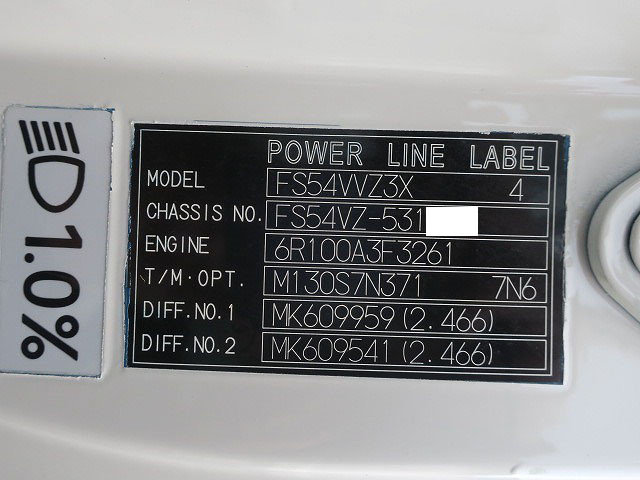 POWER LINE LABEL
MODEL FS54VVZ3X 4
CHASSIS NO. FS54VZ-531
ENGINE 6R100A3F3261
T/M·OPT. M130S7N371 7N6
DIFF.NO.1 MK609959(2.466)
DIFF.NO.2 MK609541(2.466)
1.0%